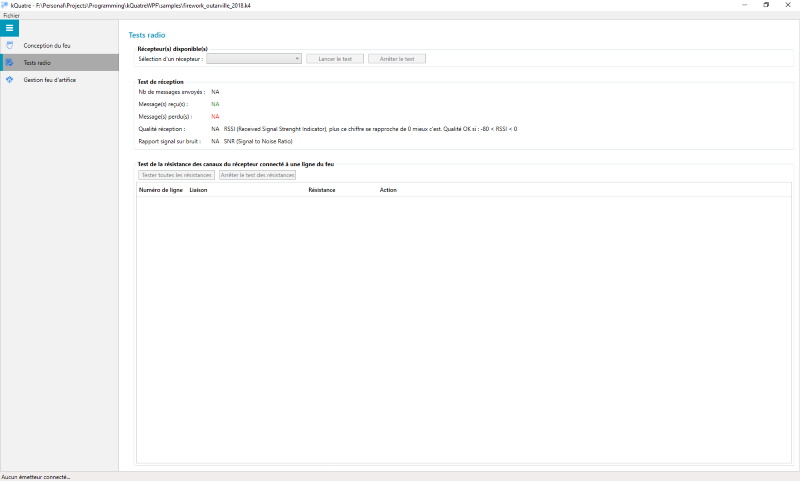 kQuatre - F:\Personal\Projects\Programming\kQuatreWPF\samples\firework_outarville_2018.k4
Fichier
Conception du feu
Tests radio
Gestion feu d'artifice
Tests radio
Récepteur(s) disponible(s)
Sélection d'un récepteur :
Lancer le test
Arrêter le test
Test de réception
Nb de messages envoyés : NA
Message(s) reçu(s) : NA
Message(s) perdu(s) : NA
Qualité réception : NA RSSI (Received Signal Strenght Indicator), plus ce chiffre se rapproche de 0 mieux c'est. Qualité OK si : -80 < RSSI < 0
Rapport signal sur bruit : NA SNR (Signal to Noise Ratio)
Test de la résistance des canaux du récepteur connecté à une ligne du feu
Tester toutes les résistances
Arrêter le test des résistances
Numéro de ligne Liaison Résistance Action
Aucun émetteur connecté...